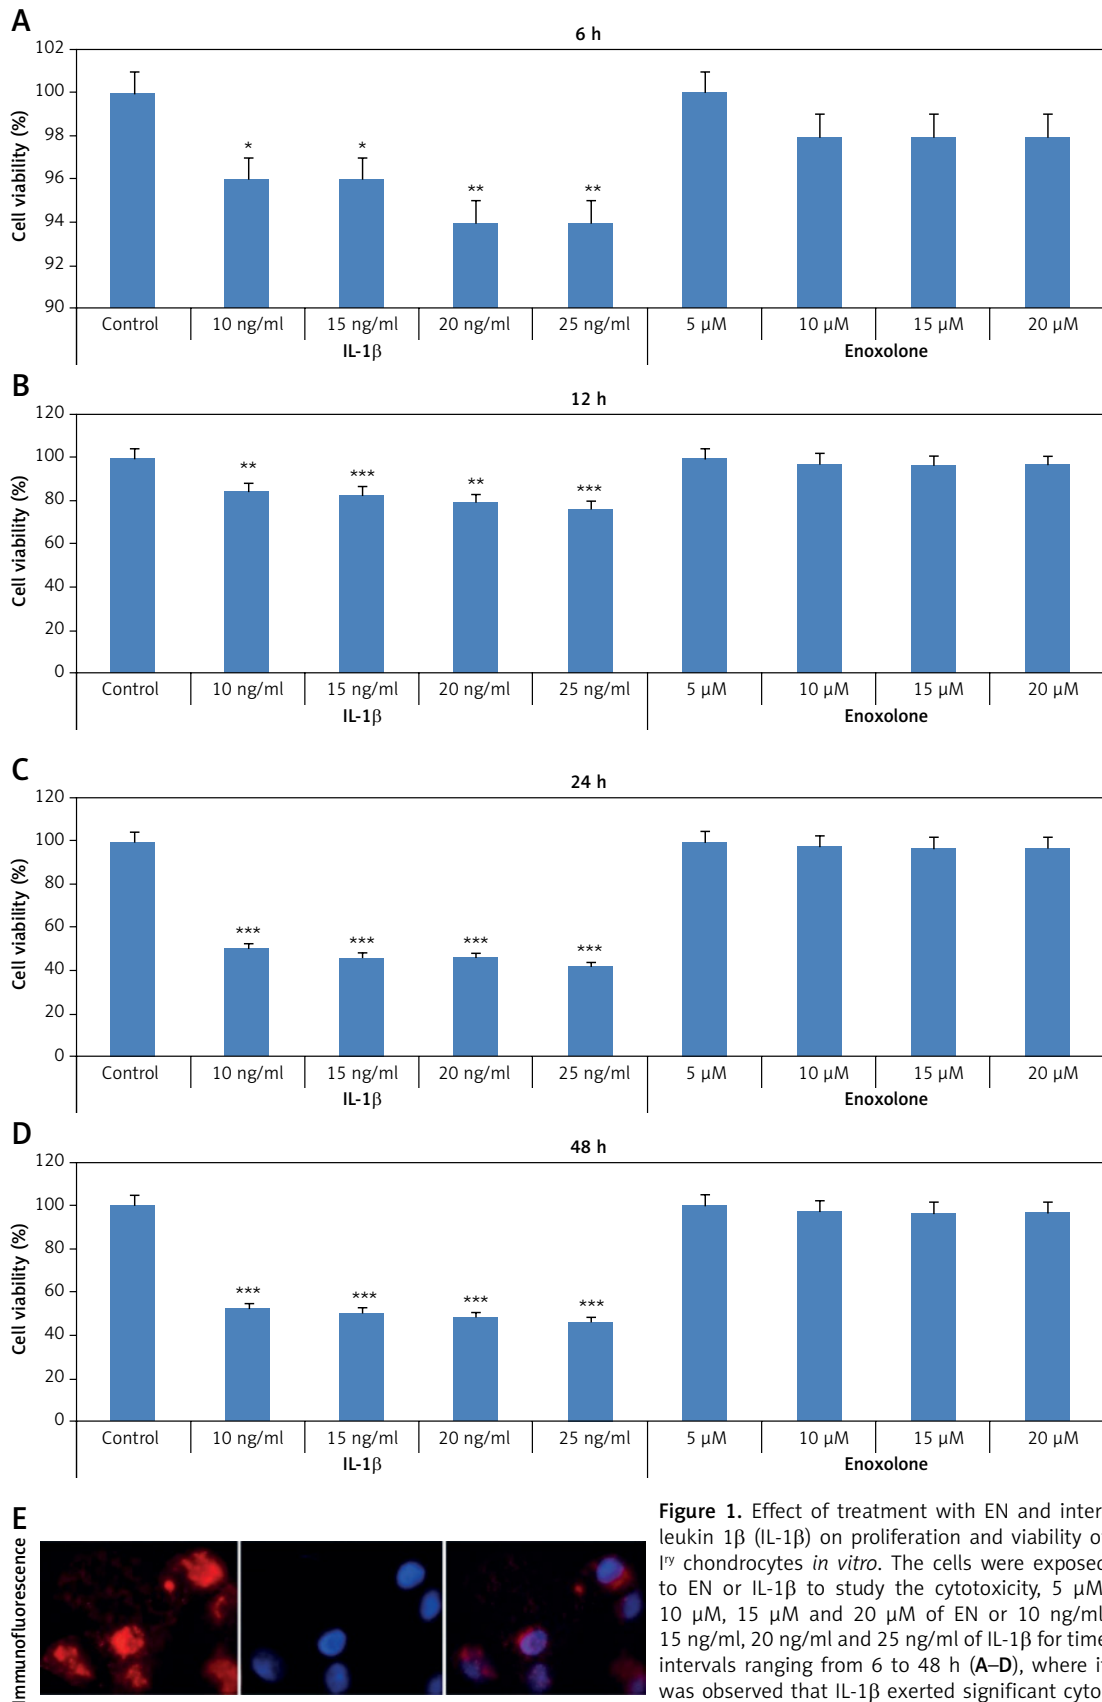 A
6 h
102
100
98
96
94
92
90
Cell viability (%)
* * ** **
Control 10 ng/ml 15 ng/ml 20 ng/ml 25 ng/ml 5 µM 10 µM 15 µM 20 µM
IL-1β Enoxolone
B
12 h
120
100
80
60
40
20
0
Cell viability (%)
** *** ** ***
Control 10 ng/ml 15 ng/ml 20 ng/ml 25 ng/ml 5 µM 10 µM 15 µM 20 µM
IL-1β Enoxolone
C
24 h
120
100
80
60
40
20
0
Cell viability (%)
*** *** *** ***
Control 10 ng/ml 15 ng/ml 20 ng/ml 25 ng/ml 5 µM 10 µM 15 µM 20 µM
IL-1β Enoxolone
D
48 h
120
100
80
60
40
20
0
Cell viability (%)
*** *** *** ***
Control 10 ng/ml 15 ng/ml 20 ng/ml 25 ng/ml 5 µM 10 µM 15 µM 20 µM
IL-1β Enoxolone
E
Immunofluorescence
Figure 1. Effect of treatment with EN and inter
leukin 1β (IL-1β) on proliferation and viability of
Iry chondrocytes in vitro. The cells were exposed
to EN or IL-1β to study the cytotoxicity, 5 µM
10 µM, 15 µM and 20 µM of EN or 10 ng/ml
15 ng/ml, 20 ng/ml and 25 ng/ml of IL-1β for time
intervals ranging from 6 to 48 h (A–D), where it
was observed that IL-1β exerted significant cyto